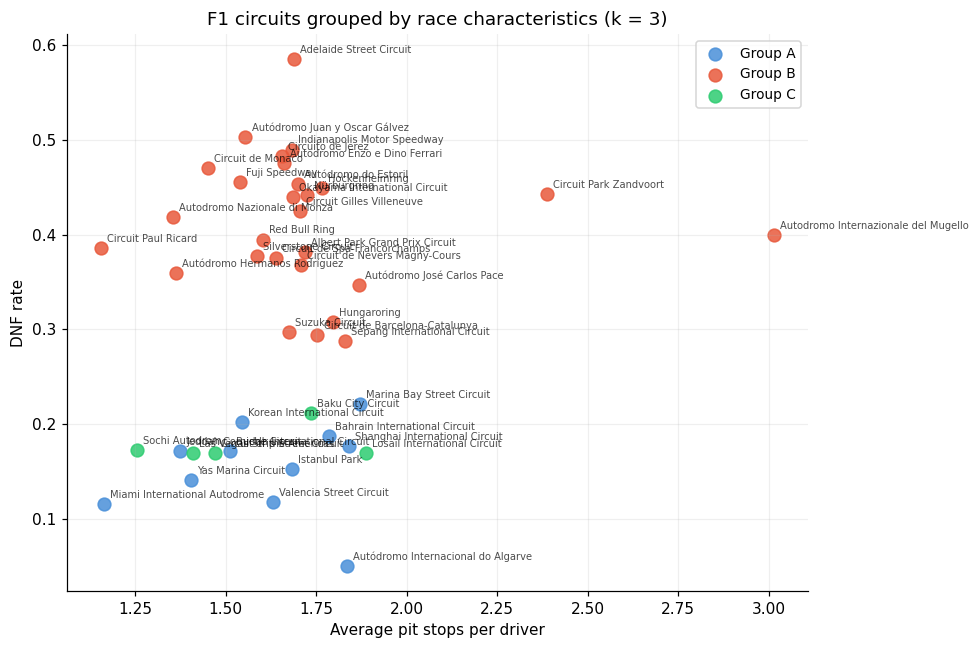 F1 circuits grouped by race characteristics (k = 3)
Group A
Group B
Group C
Adelaide Street Circuit
Autódromo Juan y Oscar Gálvez
Indianapolis Motor Speedway
Circuito de Jerez
Autodromo Enzo e Dino Ferrari
Circuit de Monaco
Fuji Speedway
Autódromo do Estoril
Hockenheimring
Nürburgring
Okayama International Circuit
Circuit Gilles Villeneuve
Circuit Park Zandvoort
Autodromo Nazionale di Monza
Autodromo Internazionale del Mugello
Circuit Paul Ricard
Red Bull Ring
Albert Park Grand Prix Circuit
Silverstone Circuit
Circuit de Spa-Francorchamps
Circuit de Nevers Magny-Cours
Autódromo Hermanos Rodríguez
Autódromo José Carlos Pace
Hungaroring
Suzuka Circuit
Circuit de Barcelona-Catalunya
Sepang International Circuit
Marina Bay Street Circuit
Baku City Circuit
Korean International Circuit
Bahrain International Circuit
Shanghai International Circuit
Sochi Autodrom
Buddh International Circuit
Losail International Circuit
Istanbul Park
Yas Marina Circuit
Valencia Street Circuit
Miami International Autodrome
Autódromo Internacional do Algarve
0.6
0.5
0.4
0.3
0.2
0.1
DNF rate
1.25 1.50 1.75 2.00 2.25 2.50 2.75 3.00
Average pit stops per driver